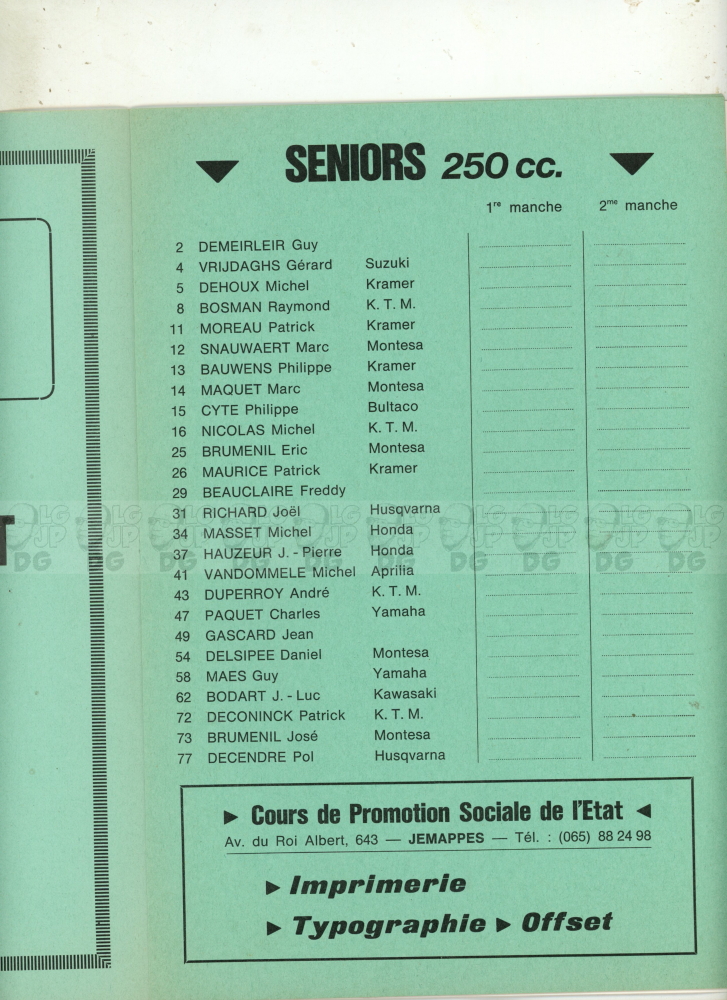 SENIORS 250 cc.
1re manche 2me manche
2 DEMEIRLEIR Guy
4 VRIJDAGHS Gérard Suzuki
5 DEHOUX Michel Kramer
8 BOSMAN Raymond K. T. M.
11 MOREAU Patrick Kramer
12 SNAUWAERT Marc Montesa
13 BAUWENS Philippe Kramer
14 MAQUET Marc Montesa
15 CYTE Philippe Bultaco
16 NICOLAS Michel K. T. M.
25 BRUMENIL Eric Montesa
26 MAURICE Patrick Kramer
29 BEAUCLAIRE Freddy
31 RICHARD Joël Husqvarna
34 MASSET Michel Honda
37 HAUZEUR J. - Pierre Honda
41 VANDOMMELE Michel Aprilia
43 DUPERROY André K. T. M.
47 PAQUET Charles Yamaha
49 GASCARD Jean
54 DELSIPEE Daniel Montesa
58 MAES Guy Yamaha
62 BODART J. - Luc Kawasaki
72 DECONINCK Patrick K. T. M.
73 BRUMENIL José Montesa
77 DECENDRE Pol Husqvarna
Cours de Promotion Sociale de l'Etat
Av. du Roi Albert, 643 — JEMAPPES — Tél. : (065) 88 24 98
Imprimerie
Typographie Offset